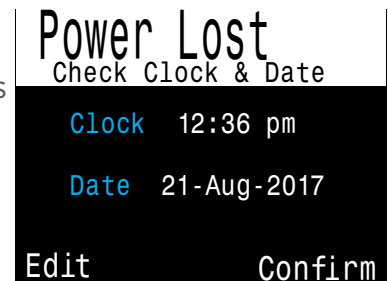 Power Lost
Check Clock & Date
s
Clock 12:36 pm
Date 21-Aug-2017
Edit Confirm